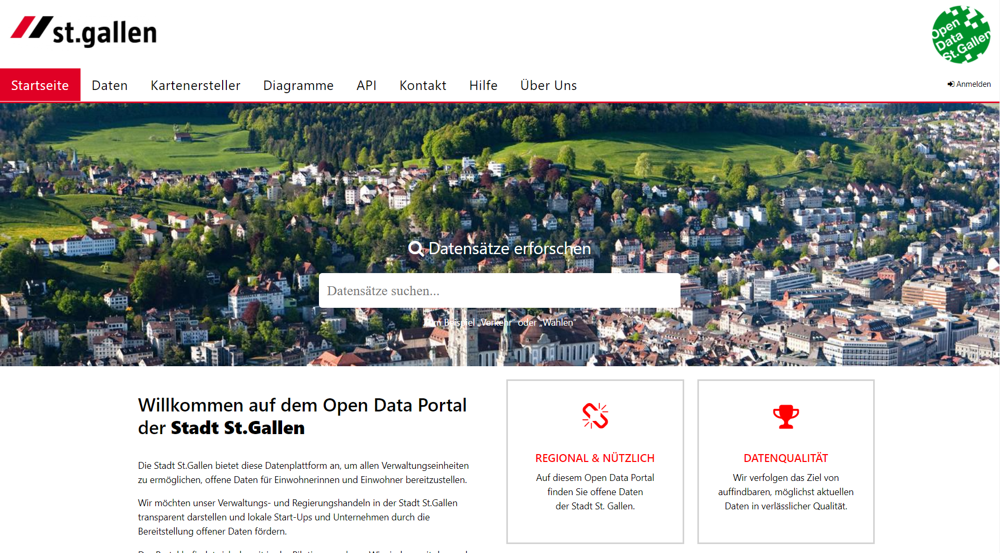 st.gallen
Open
Data
St.Gallen
Startseite Daten Kartenersteller Diagramme API Kontakt Hilfe Über Uns Anmelden
Datensätze erforschen
Datensätze suchen...
Zum Beispiel „Verkehr” oder „Wahlen”
Willkommen auf dem Open Data Portal
der Stadt St.Gallen
Die Stadt St.Gallen bietet diese Datenplattform an, um allen Verwaltungseinheiten
zu ermöglichen, offene Daten für Einwohnerinnen und Einwohner bereitzustellen.
Wir möchten unser Verwaltungs- und Regierungshandeln in der Stadt St.Gallen
transparent darstellen und lokale Start-Ups und Unternehmen durch die
Bereitstellung offener Daten fördern.
REGIONAL & NÜTZLICH
Auf diesem Open Data Portal
finden Sie offene Daten
der Stadt St. Gallen.
DATENQUALITÄT
Wir verfolgen das Ziel von
auffindbaren, möglichst aktuellen
Daten in verlässlicher Qualität.